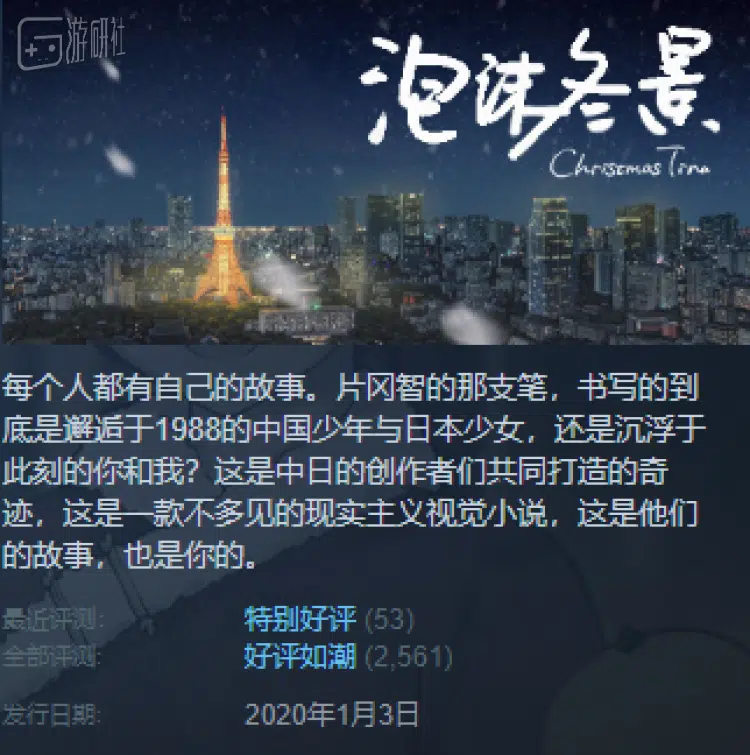 游研社
泡沫冬景
Christmas Tina
每个人都有自己的故事。片冈智的那支笔，书写的到
底是邂逅于1988的中国少年与日本少女，还是沉浮于
此刻的你和我？这是中日的创作者们共同打造的奇
迹，这是一款不多见的现实主义视觉小说，这是他们
的故事，也是你的。
最近评测: 特别好评 (53)
全部评测: 好评如潮 (2,561)
发行日期: 2020年1月3日